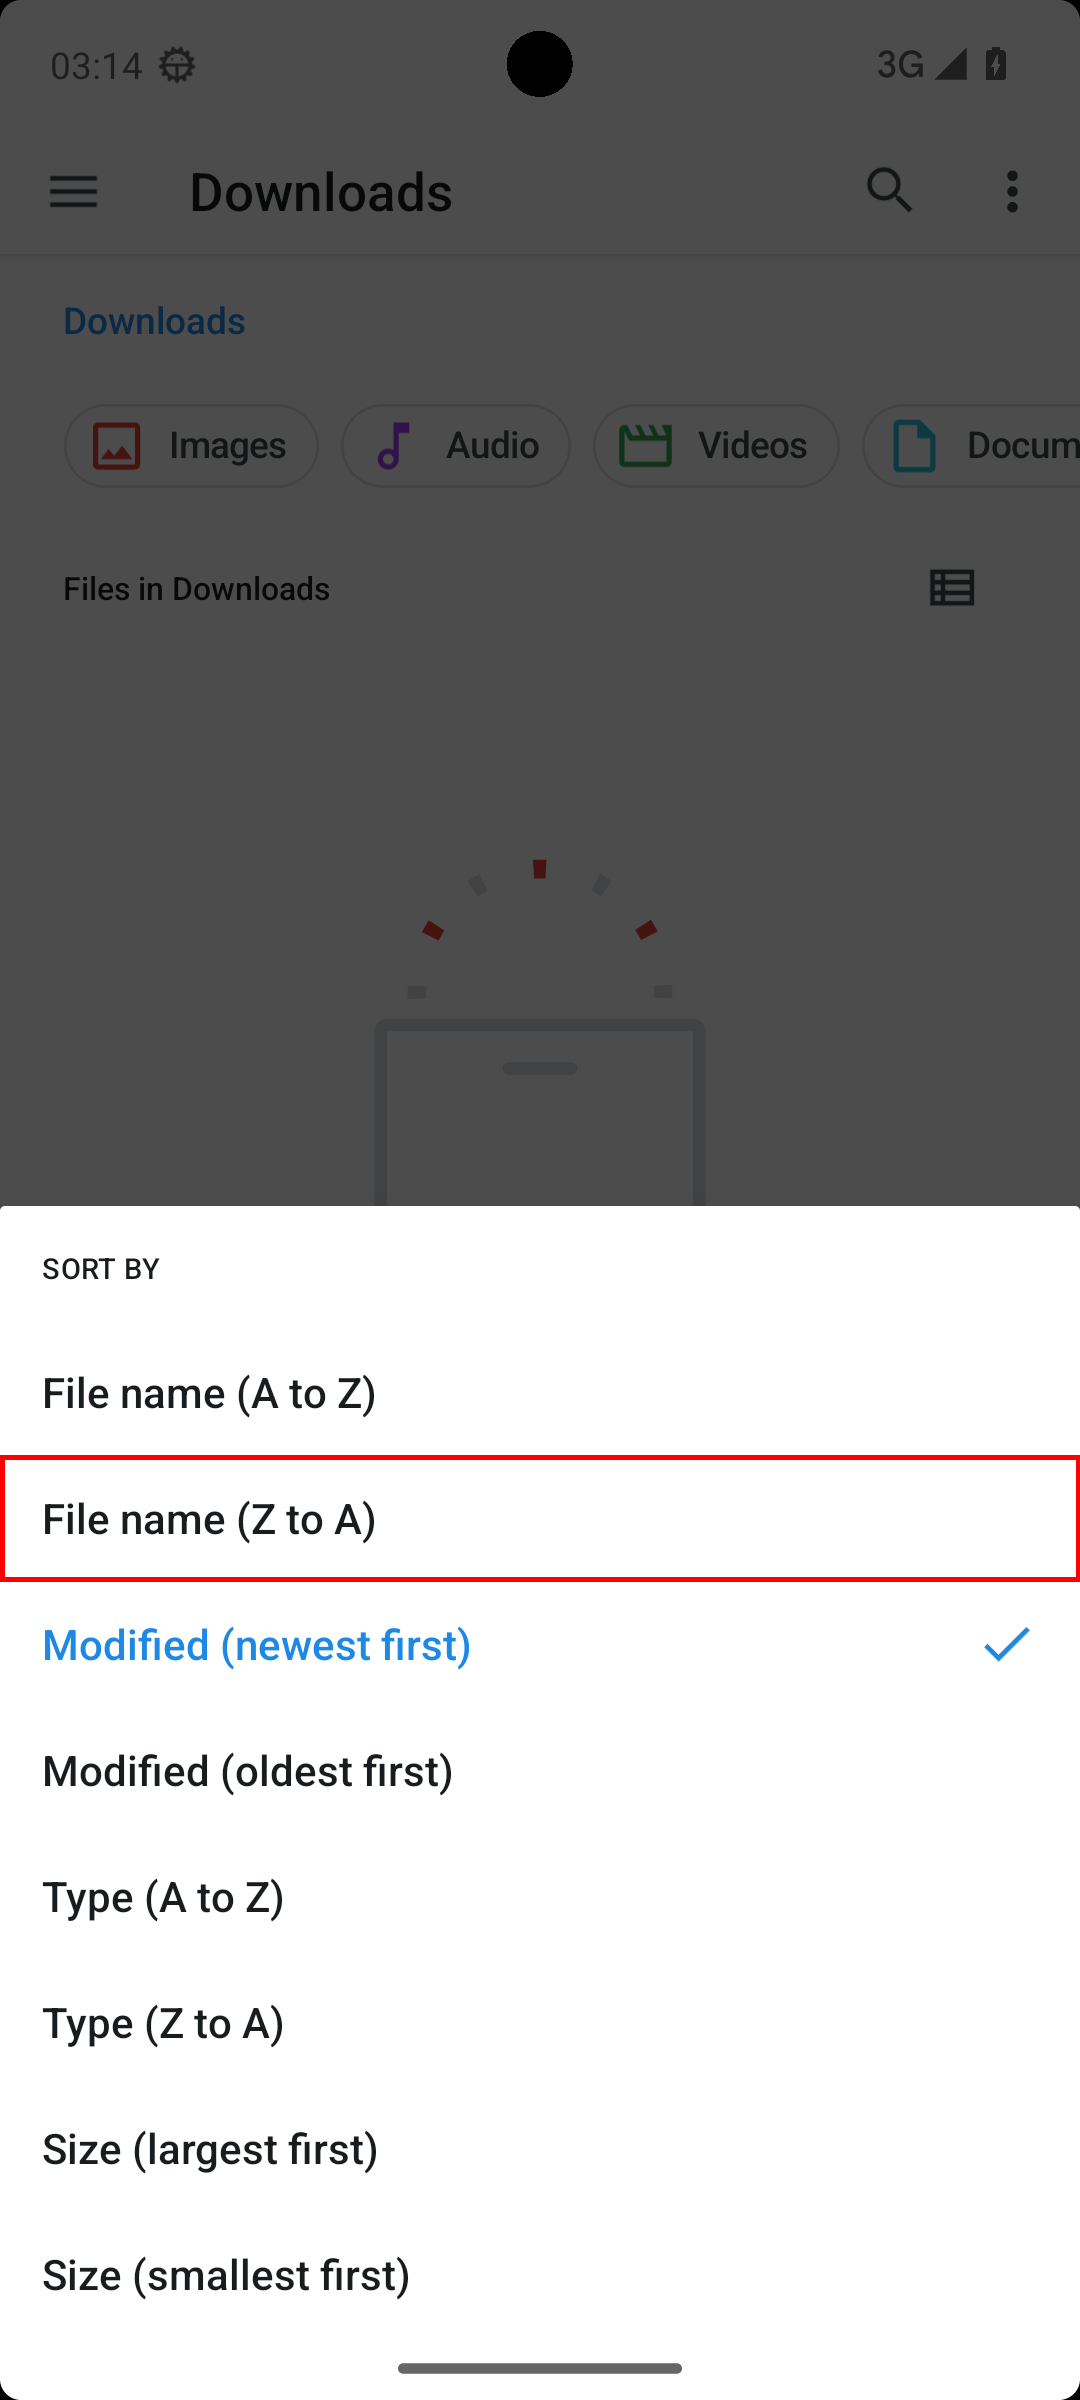 03:14
3G
Downloads
Downloads
Images
Audio
Videos
Docum
Files in Downloads
SORT BY
File name (A to Z)
File name (Z to A)
Modified (newest first)
Modified (oldest first)
Type (A to Z)
Type (Z to A)
Size (largest first)
Size (smallest first)